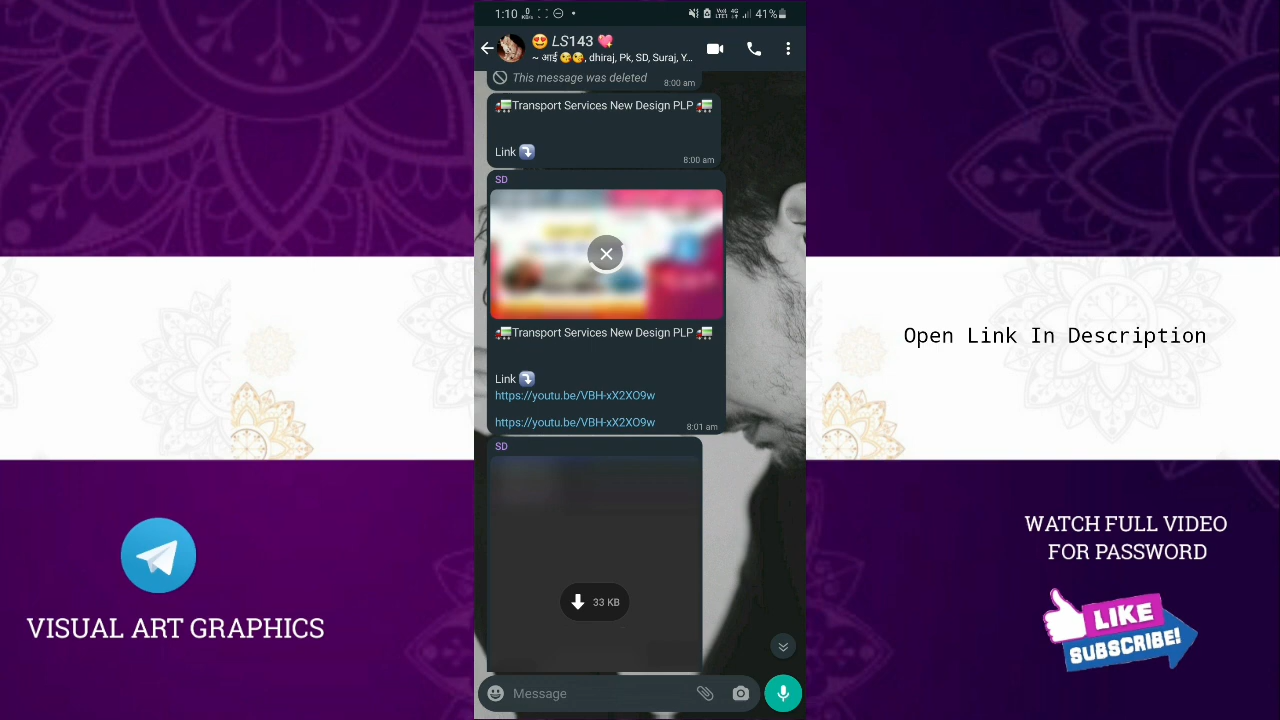 1:10 0 KB/s 41%
😍 LS143 💘
~ आई 😘😘, dhiraj, Pk, SD, Suraj, Y...
This message was deleted 8:00 am
🚛Transport Services New Design PLP 🚛
Link ⤵️
8:00 am
SD
🚛Transport Services New Design PLP 🚛
Link ⤵️
https://youtu.be/VBH-xX2XO9w
https://youtu.be/VBH-xX2XO9w
8:01 am
SD
33 KB
Message
Open Link In Description
VISUAL ART GRAPHICS
WATCH FULL VIDEO
FOR PASSWORD
LIKE
SUBSCRIBE!